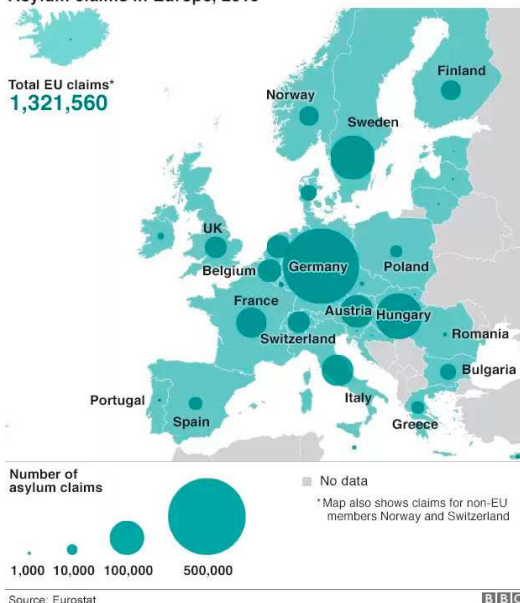 Total EU claims*
1,321,560
Finland
Norway
Sweden
UK
Belgium
Germany
Poland
France
Austria
Hungary
Switzerland
Romania
Bulgaria
Portugal
Italy
Spain
Greece
Number of
asylum claims
No data
*Map also shows claims for non-EU
members Norway and Switzerland
1,000
10,000
100,000
500,000
Source: Eurostat
BBC